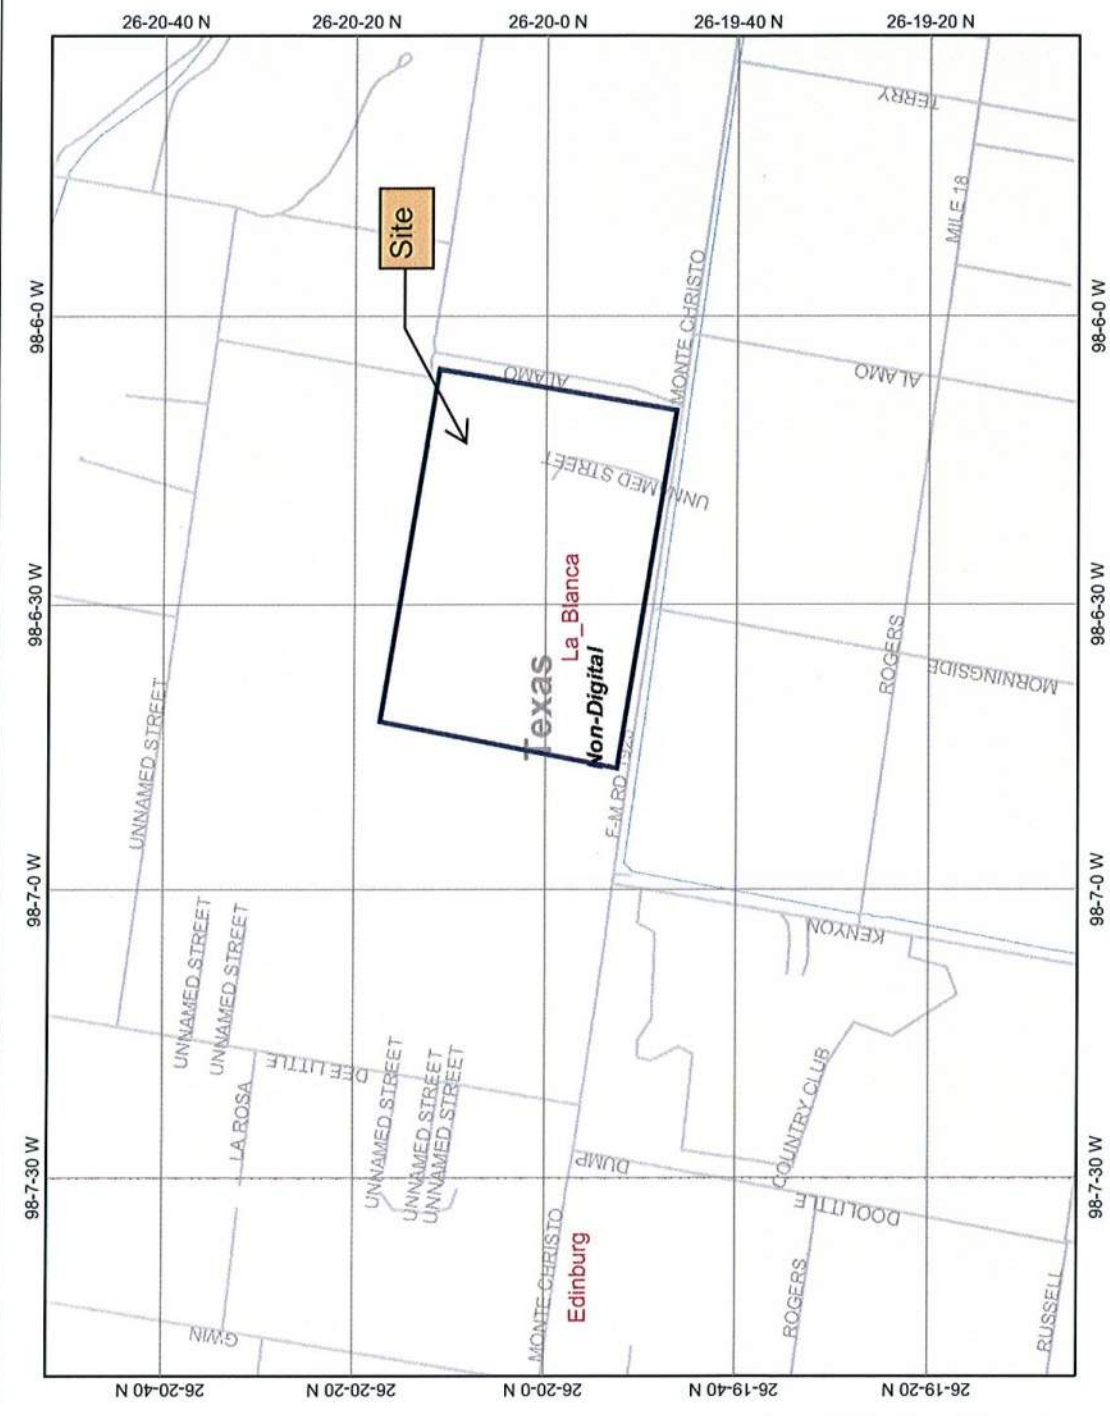 26-20-40 N
26-20-20 N
26-20-0 N
26-19-40 N
26-19-20 N
TERRY
MILE 18
Site
98-6-0 W
98-6-0 W
MONTE CHRISTO
ALAMO
ALAMO
UNNAMED STREET
98-6-30 W
98-6-30 W
La_Blanca
Texas
Non-Digital
ROGERS
MORNINGSIDE
UNNAMED STREET
F-M RD 1925
98-7-0 W
98-7-0 W
KENYON
UNNAMED STREET
UNNAMED STREET
DEE LITTLE
LA ROSA
UNNAMED STREET
UNNAMED STREET
UNNAMED STREET
COUNTRY CLUB
DUMP
98-7-30 W
98-7-30 W
DOOLITTLE
MONTE CHRISTO
Edinburg
ROGERS
RUSSELL
GWIN
26-20-40 N
26-20-20 N
26-20-0 N
26-19-40 N
26-19-20 N